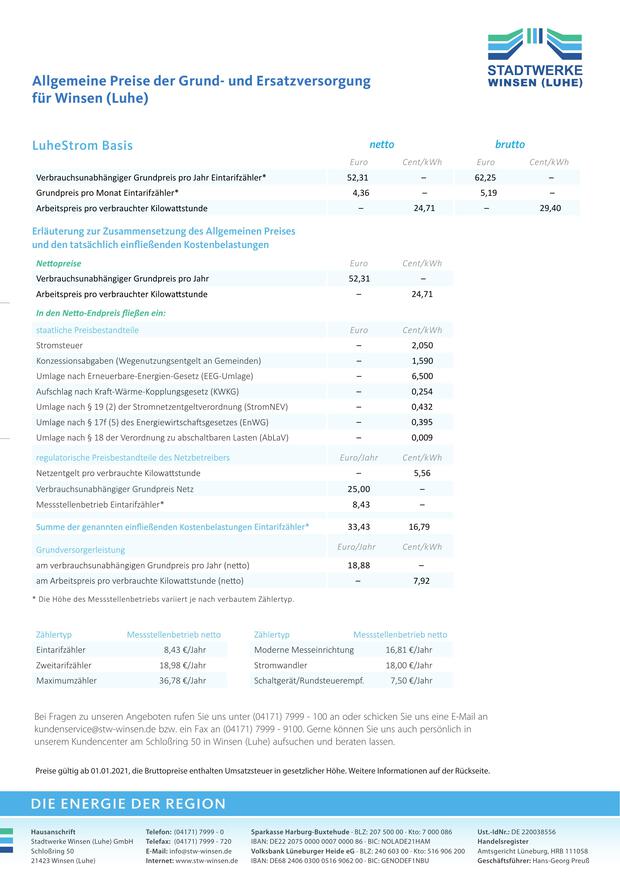 STADTWERKE
WINSEN (LUHE)
Allgemeine Preise der Grund- und Ersatzversorgung
für Winsen (Luhe)
LuheStrom Basis netto brutto
Euro Cent/kWh Euro Cent/kWh
Verbrauchsunabhängiger Grundpreis pro Jahr Eintarifzähler* 52,31 – 62,25 –
Grundpreis pro Monat Eintarifzähler* 4,36 – 5,19 –
Arbeitspreis pro verbrauchter Kilowattstunde – 24,71 – 29,40
Erläuterung zur Zusammensetzung des Allgemeinen Preises
und den tatsächlich einfließenden Kostenbelastungen
Nettopreise Euro Cent/kWh
Verbrauchsunabhängiger Grundpreis pro Jahr 52,31 –
Arbeitspreis pro verbrauchter Kilowattstunde – 24,71
In den Netto-Endpreis fließen ein:
staatliche Preisbestandteile Euro Cent/kWh
Stromsteuer – 2,050
Konzessionsabgaben (Wegenutzungsentgelt an Gemeinden) – 1,590
Umlage nach Erneuerbare-Energien-Gesetz (EEG-Umlage) – 6,500
Aufschlag nach Kraft-Wärme-Kopplungsgesetz (KWKG) – 0,254
Umlage nach § 19 (2) der Stromnetzentgeltverordnung (StromNEV) – 0,432
Umlage nach § 17f (5) des Energiewirtschaftsgesetzes (EnWG) – 0,395
Umlage nach § 18 der Verordnung zu abschaltbaren Lasten (AbLaV) – 0,009
regulatorische Preisbestandteile des Netzbetreibers Euro/Jahr Cent/kWh
Netzentgelt pro verbrauchte Kilowattstunde – 5,56
Verbrauchsunabhängiger Grundpreis Netz 25,00 –
Messstellenbetrieb Eintarifzähler* 8,43 –
Summe der genannten einfließenden Kostenbelastungen Eintarifzähler* 33,43 16,79
Grundversorgerleistung Euro/Jahr Cent/kWh
am verbrauchsunabhängigen Grundpreis pro Jahr (netto) 18,88 –
am Arbeitspreis pro verbrauchte Kilowattstunde (netto) – 7,92
* Die Höhe des Messstellenbetriebs variiert je nach verbautem Zählertyp.
Zählertyp Messstellenbetrieb netto Zählertyp Messstellenbetrieb netto
Eintarifzähler 8,43 €/Jahr Moderne Messeinrichtung 16,81 €/Jahr
Zweitarifzähler 18,98 €/Jahr Stromwandler 18,00 €/Jahr
Maximumzähler 36,78 €/Jahr Schaltgerät/Rundsteuerempf. 7,50 €/Jahr
Bei Fragen zu unseren Angeboten rufen Sie uns unter (04171) 7999 - 100 an oder schicken Sie uns eine E-Mail an
kundenservice@stw-winsen.de bzw. ein Fax an (04171) 7999 - 9100. Gerne können Sie uns auch persönlich in
unserem Kundencenter am Schloßring 50 in Winsen (Luhe) aufsuchen und beraten lassen.
Preise gültig ab 01.01.2021, die Bruttopreise enthalten Umsatzsteuer in gesetzlicher Höhe. Weitere Informationen auf der Rückseite.
DIE ENERGIE DER REGION
Hausanschrift Telefon: (04171) 7999 - 0 Sparkasse Harburg-Buxtehude · BLZ: 207 500 00 · Kto: 7 000 086 Ust.-IdNr.: DE 220038556
Stadtwerke Winsen (Luhe) GmbH Telefax: (04171) 7999 - 720 IBAN: DE22 2075 0000 0007 0000 86 · BIC: NOLADE21HAM Handelsregister
Schloßring 50 E-Mail: info@stw-winsen.de Volksbank Lüneburger Heide eG · BLZ: 240 603 00 · Kto: 516 906 200 Amtsgericht Lüneburg, HRB 111058
21423 Winsen (Luhe) Internet: www.stw-winsen.de IBAN: DE68 2406 0300 0516 9062 00 · BIC: GENODEF1NBU Geschäftsführer: Hans-Georg Preuß